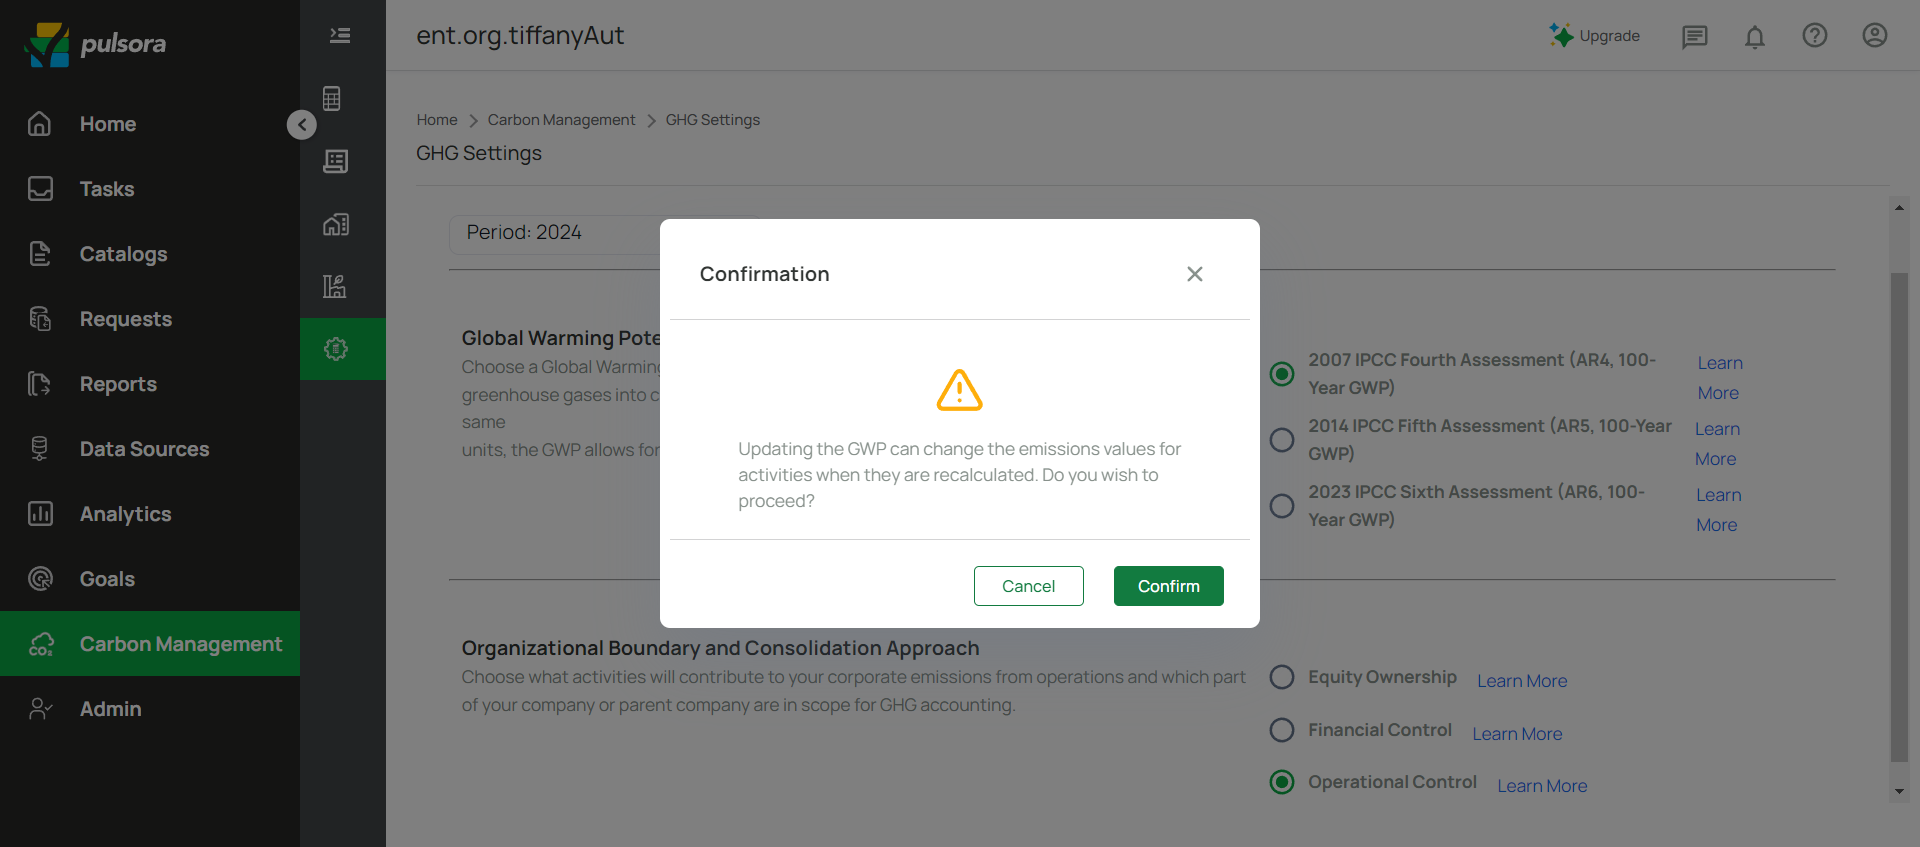 pulsora
Home
Tasks
Catalogs
Requests
Reports
Data Sources
Analytics
Goals
Carbon Management
Admin
ent.org.tiffanyAut
Upgrade
Home > Carbon Management > GHG Settings
GHG Settings
Period: 2024
Global Warming Pote
Choose a Global Warming
greenhouse gases into c
same
units, the GWP allows for
2007 IPCC Fourth Assessment (AR4, 100-
Year GWP)
Learn
More
2014 IPCC Fifth Assessment (AR5, 100-Year
GWP)
Learn
More
2023 IPCC Sixth Assessment (AR6, 100-
Year GWP)
Learn
More
Confirmation
Updating the GWP can change the emissions values for
activities when they are recalculated. Do you wish to
proceed?
Cancel
Confirm
Organizational Boundary and Consolidation Approach
Choose what activities will contribute to your corporate emissions from operations and which part
of your company or parent company are in scope for GHG accounting.
Equity Ownership Learn More
Financial Control Learn More
Operational Control Learn More